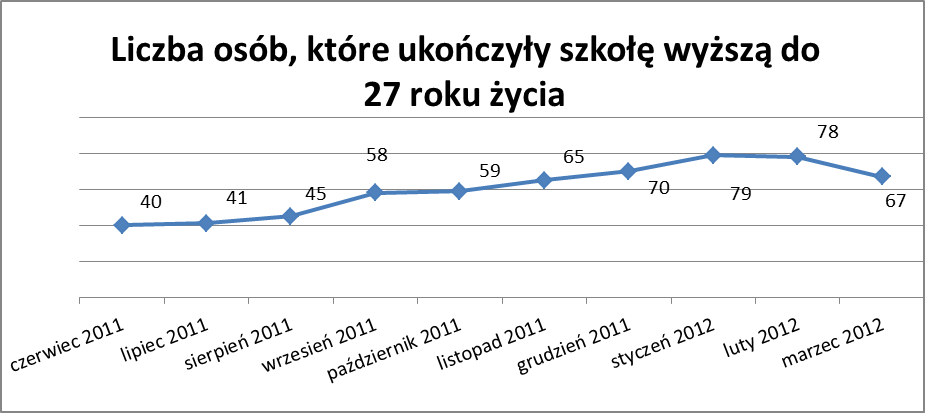 Liczba osób, które ukończyły szkołę wyższą do
27 roku życia
40
41
45
58
59
65
70
79
78
67
czerwiec 2011
lipiec 2011
sierpień 2011
wrzesień 2011
październik 2011
listopad 2011
grudzień 2011
styczeń 2012
luty 2012
marzec 2012